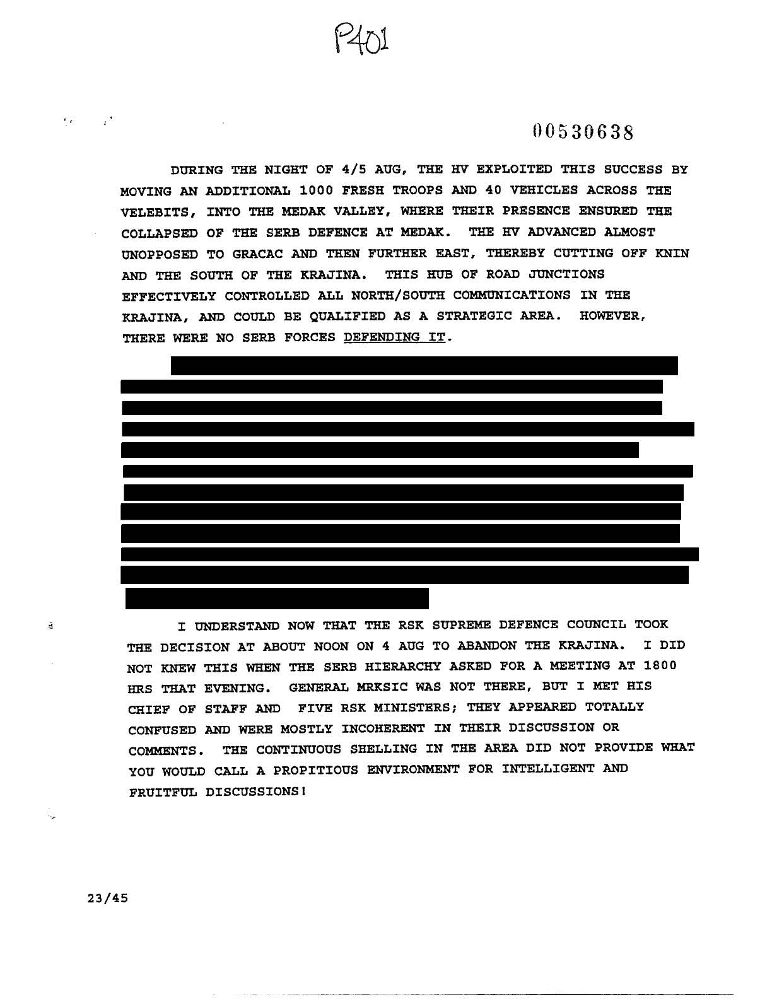 P401
00530638
DURING THE NIGHT OF 4/5 AUG, THE HV EXPLOITED THIS SUCCESS BY
MOVING AN ADDITIONAL 1000 FRESH TROOPS AND 40 VEHICLES ACROSS THE
VELEBITS, INTO THE MEDAK VALLEY, WHERE THEIR PRESENCE ENSURED THE
COLLAPSED OF THE SERB DEFENCE AT MEDAK. THE HV ADVANCED ALMOST
UNOPPOSED TO GRACAC AND THEN FURTHER EAST, THEREBY CUTTING OFF KNIN
AND THE SOUTH OF THE KRAJINA. THIS HUB OF ROAD JUNCTIONS
EFFECTIVELY CONTROLLED ALL NORTH/SOUTH COMMUNICATIONS IN THE
KRAJINA, AND COULD BE QUALIFIED AS A STRATEGIC AREA. HOWEVER,
THERE WERE NO SERB FORCES DEFENDING IT.
I UNDERSTAND NOW THAT THE RSK SUPREME DEFENCE COUNCIL TOOK
THE DECISION AT ABOUT NOON ON 4 AUG TO ABANDON THE KRAJINA. I DID
NOT KNEW THIS WHEN THE SERB HIERARCHY ASKED FOR A MEETING AT 1800
HRS THAT EVENING. GENERAL MRKSIC WAS NOT THERE, BUT I MET HIS
CHIEF OF STAFF AND FIVE RSK MINISTERS; THEY APPEARED TOTALLY
CONFUSED AND WERE MOSTLY INCOHERENT IN THEIR DISCUSSION OR
COMMENTS. THE CONTINUOUS SHELLING IN THE AREA DID NOT PROVIDE WHAT
YOU WOULD CALL A PROPITIOUS ENVIRONMENT FOR INTELLIGENT AND
FRUITFUL DISCUSSIONS!
23/45